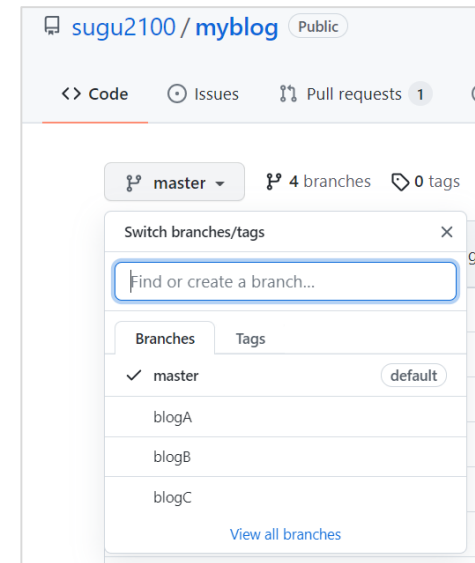 sugu2100 / myblog Public
<> Code Issues Pull requests 1
master 4 branches 0 tags
Switch branches/tags
Find or create a branch...
Branches Tags
master default
blogA
blogB
blogC
View all branches